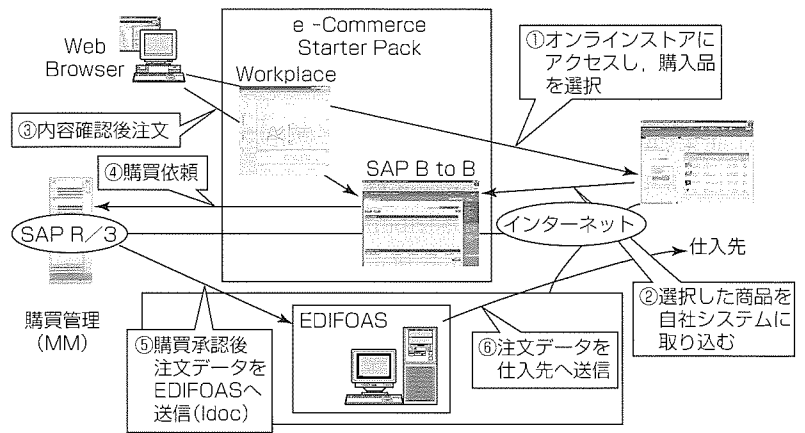 Web
Browser
e-Commerce
Starter Pack
Workplace
①オンラインストアに
アクセスし，購入品
を選択
③内容確認後注文
④購買依頼
SAP B to B
SAP R／3
インターネット
仕入先
購買管理
(MM)
②選択した商品を
自社システムに
取り込む
⑤購買承認後
注文データを
EDIFOASへ
送信(Idoc)
EDIFOAS
⑥注文データを
仕入先へ送信